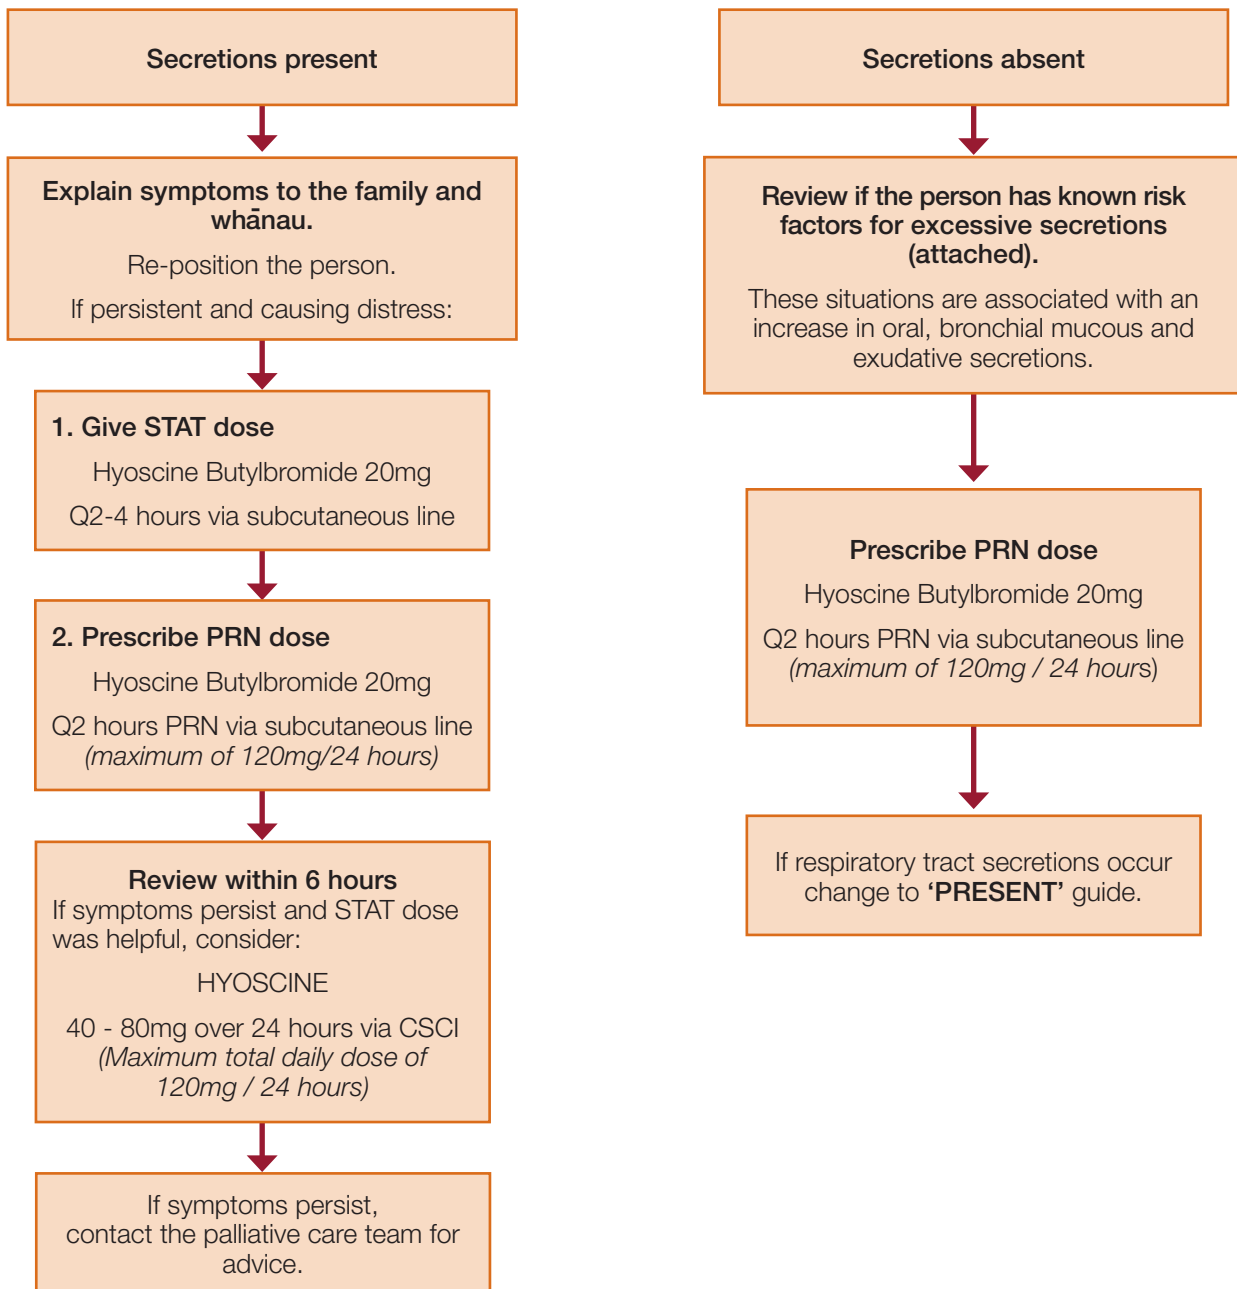 Secretions present
Explain symptoms to the family and
whānau.
Re-position the person.
If persistent and causing distress:
1. Give STAT dose
Hyoscine Butylbromide 20mg
Q2-4 hours via subcutaneous line
2. Prescribe PRN dose
Hyoscine Butylbromide 20mg
Q2 hours PRN via subcutaneous line
(maximum of 120mg/24 hours)
Review within 6 hours
If symptoms persist and STAT dose
was helpful, consider:
HYOSCINE
40 - 80mg over 24 hours via CSCI
(Maximum total daily dose of
120mg / 24 hours)
If symptoms persist,
contact the palliative care team for
advice.
Secretions absent
Review if the person has known risk
factors for excessive secretions
(attached).
These situations are associated with an
increase in oral, bronchial mucous and
exudative secretions.
Prescribe PRN dose
Hyoscine Butylbromide 20mg
Q2 hours PRN via subcutaneous line
(maximum of 120mg / 24 hours)
If respiratory tract secretions occur
change to ‘PRESENT’ guide.